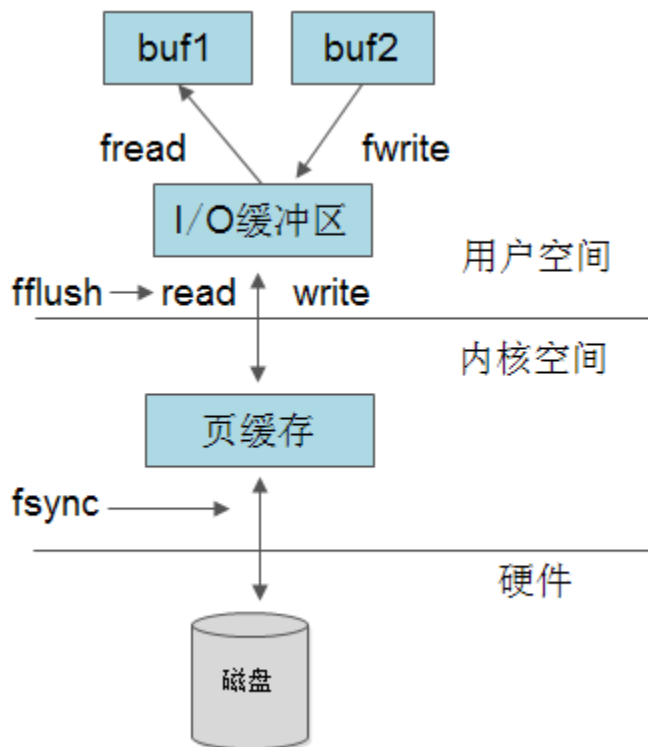 buf1 buf2
fread fwrite
I/O缓冲区
用户空间
fflush read write
内核空间
页缓存
fsync
硬件
磁盘